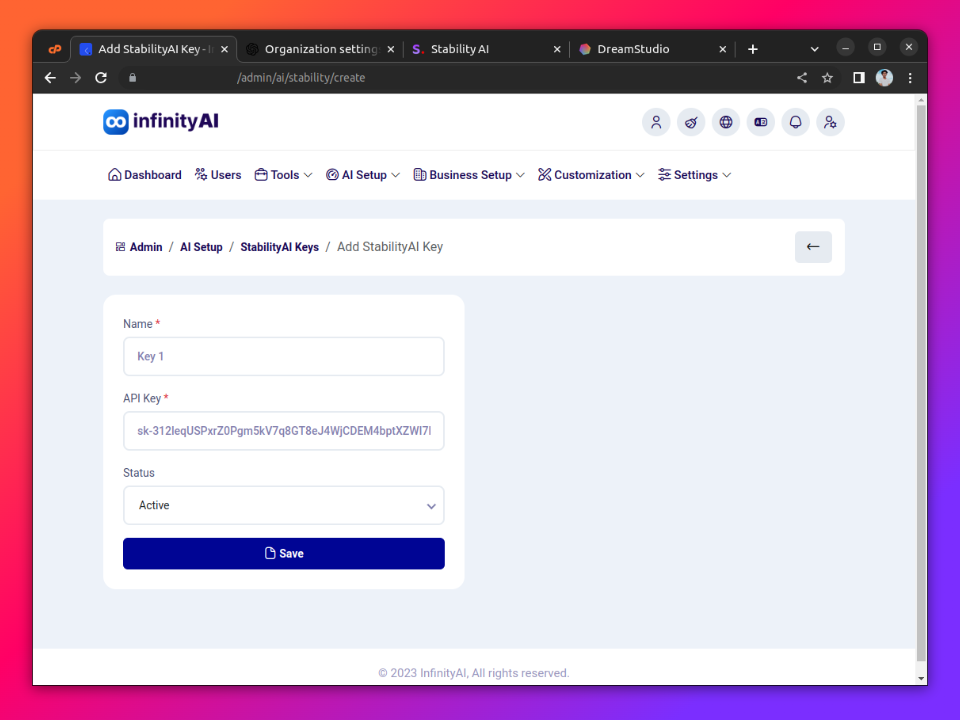 Add StabilityAI Key - I
Organization setting
S. Stability AI
DreamStudio
/admin/ai/stability/create
infinityAI
Dashboard Users Tools AI Setup Business Setup Customization Settings
Admin / AI Setup / StabilityAI Keys / Add StabilityAI Key
Name *
Key 1
API Key *
sk-312IeqUSPxrZ0Pgm5kV7q8GT8eJ4WjCDEM4bptXZWI7I
Status
Active
Save
© 2023 InfinityAI, All rights reserved.